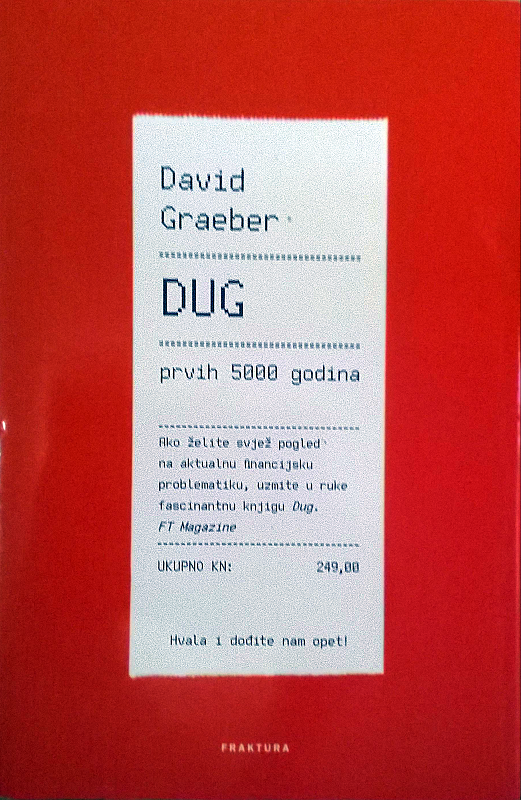 David
Graeber
DUG
prvih 5000 godina
Ako želite svjež pogled
na aktualnu financijsku
problematiku, uzmite u ruke
fascinantnu knjigu Dug.
FT Magazine
UKUPNO KN: 249,00
Hvala i dođite nam opet!
FRAKTURA